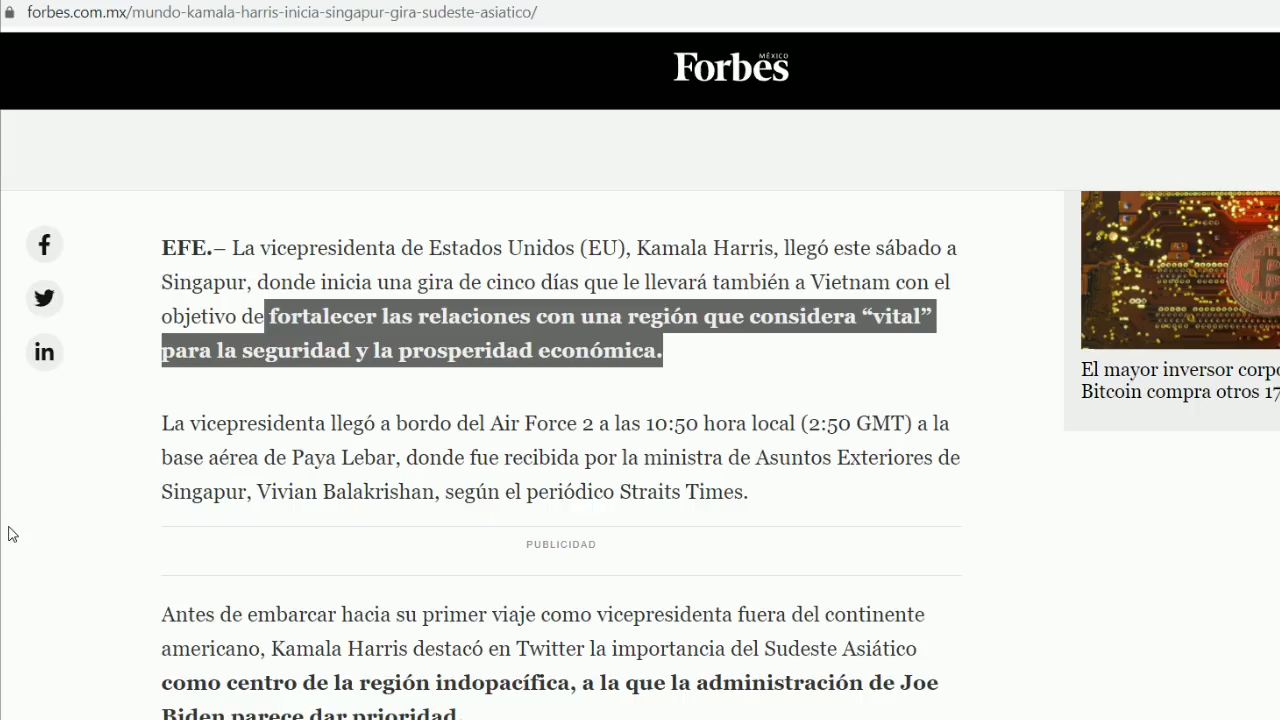 forbes.com.mx/mundo-kamala-harris-inicia-singapur-gira-sudeste-asiatico/
Forbes MÉXICO
EFE.– La vicepresidenta de Estados Unidos (EU), Kamala Harris, llegó este sábado a
Singapur, donde inicia una gira de cinco días que le llevará también a Vietnam con el
objetivo de fortalecer las relaciones con una región que considera “vital”
para la seguridad y la prosperidad económica.
La vicepresidenta llegó a bordo del Air Force 2 a las 10:50 hora local (2:50 GMT) a la
base aérea de Paya Lebar, donde fue recibida por la ministra de Asuntos Exteriores de
Singapur, Vivian Balakrishan, según el periódico Straits Times.
PUBLICIDAD
Antes de embarcar hacia su primer viaje como vicepresidenta fuera del continente
americano, Kamala Harris destacó en Twitter la importancia del Sudeste Asiático
como centro de la región indopacífica, a la que la administración de Joe
Biden parece dar prioridad.
El mayor inversor corpo
Bitcoin compra otros 17